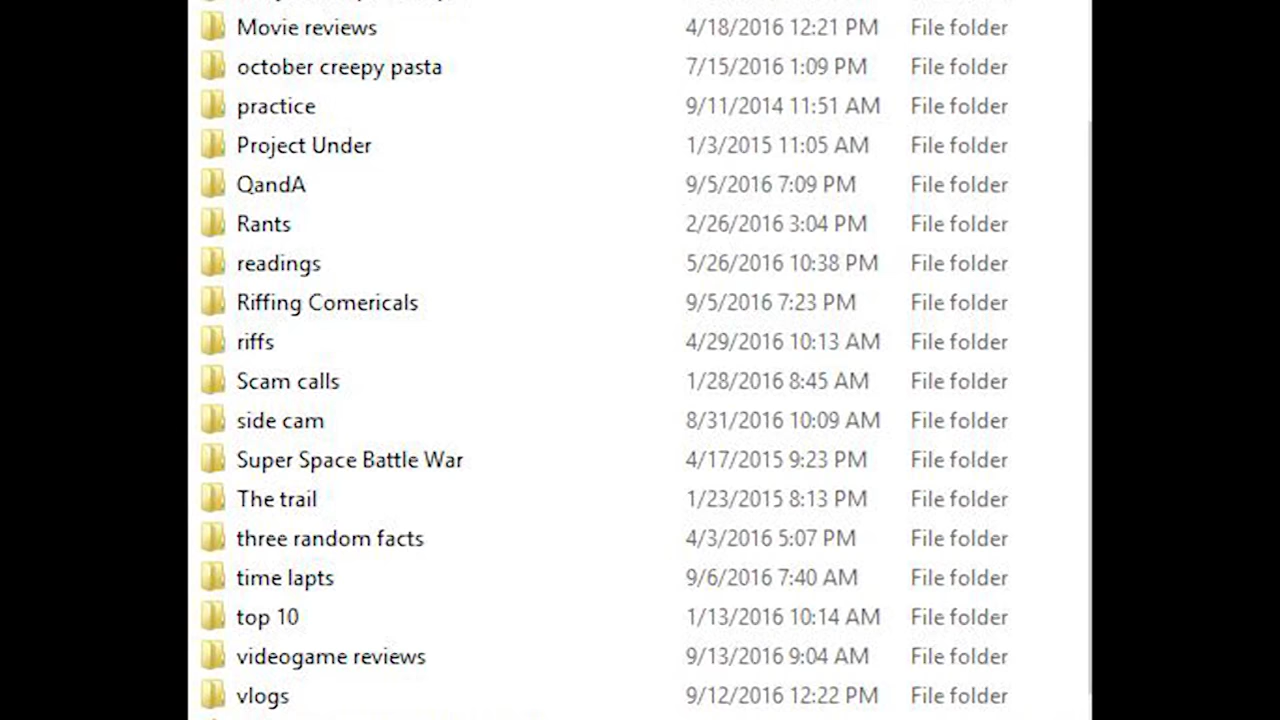 Movie reviews 4/18/2016 12:21 PM File folder
october creepy pasta 7/15/2016 1:09 PM File folder
practice 9/11/2014 11:51 AM File folder
Project Under 1/3/2015 11:05 AM File folder
QandA 9/5/2016 7:09 PM File folder
Rants 2/26/2016 3:04 PM File folder
readings 5/26/2016 10:38 PM File folder
Riffing Comericals 9/5/2016 7:23 PM File folder
riffs 4/29/2016 10:13 AM File folder
Scam calls 1/28/2016 8:45 AM File folder
side cam 8/31/2016 10:09 AM File folder
Super Space Battle War 4/17/2015 9:23 PM File folder
The trail 1/23/2015 8:13 PM File folder
three random facts 4/3/2016 5:07 PM File folder
time lapts 9/6/2016 7:40 AM File folder
top 10 1/13/2016 10:14 AM File folder
videogame reviews 9/13/2016 9:04 AM File folder
vlogs 9/12/2016 12:22 PM File folder